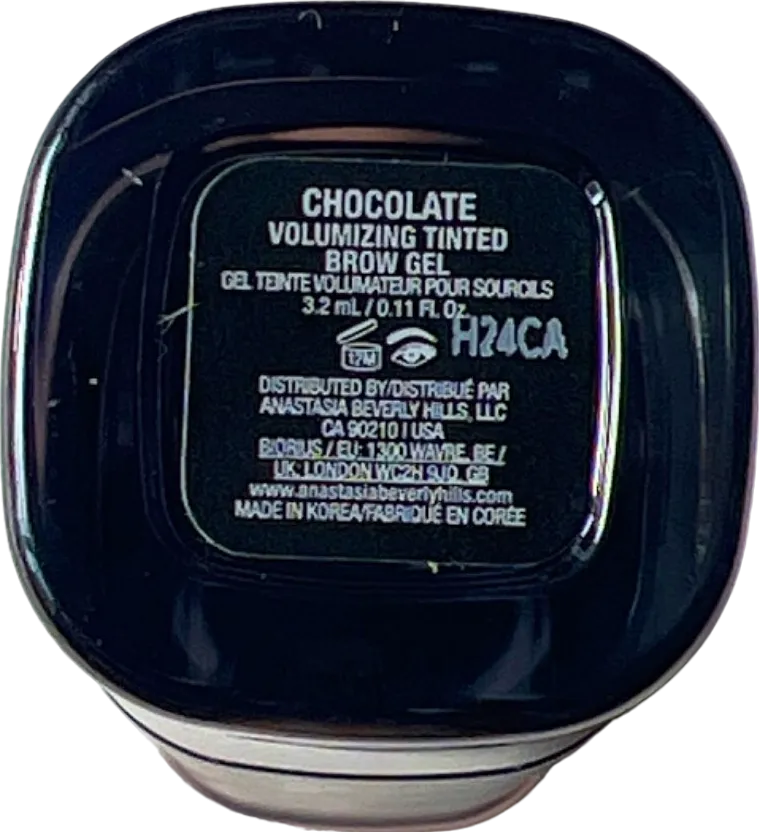 CHOCOLATE
VOLUMIZING TINTED
BROW GEL
GEL TEINTE VOLUMATEUR POUR SOURCILS
3.2 mL / 0.11 Fl. Oz.
12M
H24CA
DISTRIBUTED BY/DISTRIBUÉ PAR
ANASTASIA BEVERLY HILLS, LLC
CA 90210 | USA
BIORIUS / EU: 1300 WAVRE, BE /
UK: LONDON WC2H 9JQ, GB
www.anastasiabeverlyhills.com
MADE IN KOREA/FABRIQUÉ EN CORÉE